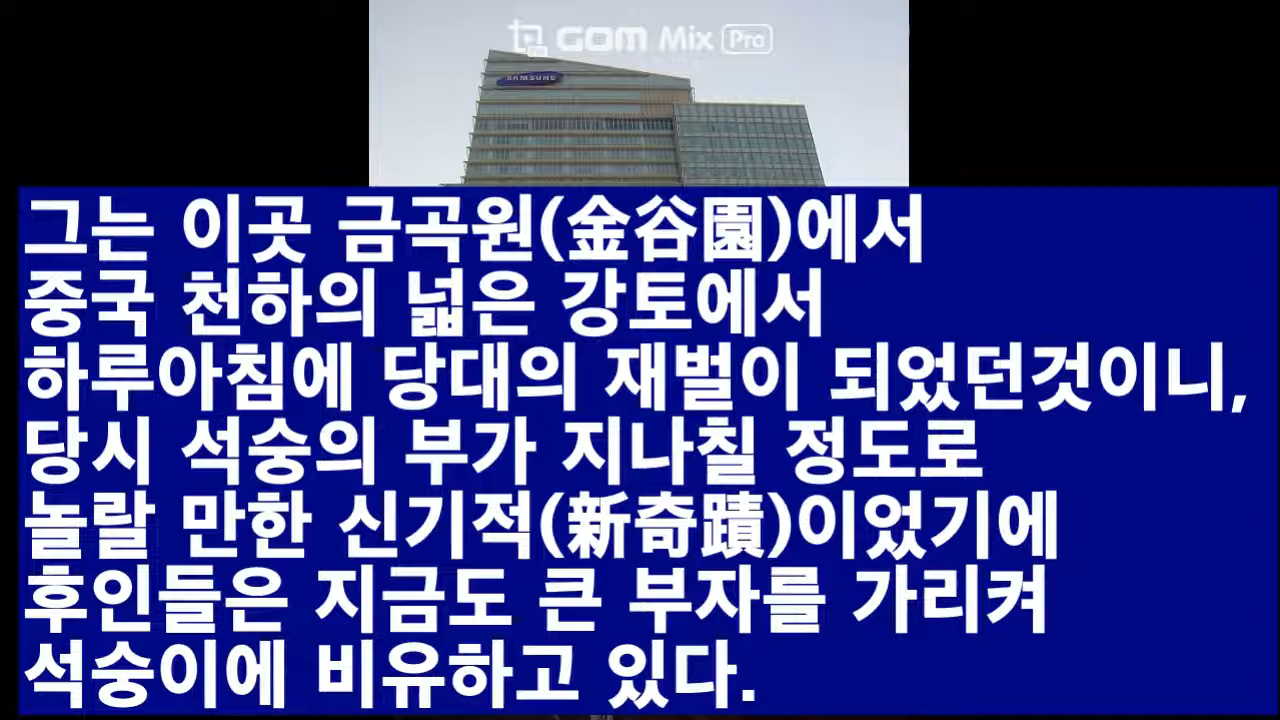 GOM Mix Pro
SAMSUNG
그는 이곳 금곡원(金谷園)에서
중국 천하의 넓은 강토에서
하루아침에 당대의 재벌이 되었던것이니,
당시 석숭의 부가 지나칠 정도로
놀랄 만한 신기적(新奇蹟)이었기에
후인들은 지금도 큰 부자를 가리켜
석숭이에 비유하고 있다.